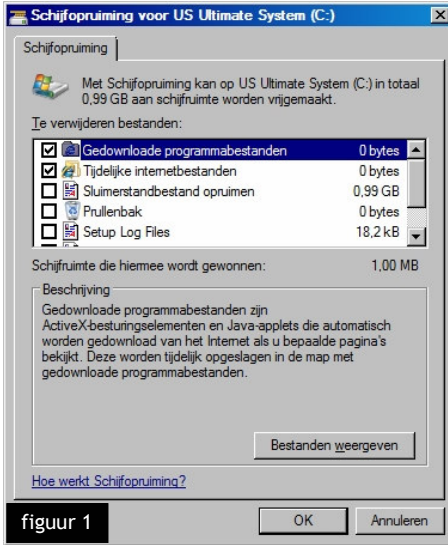 Schijfopruiming voor US Ultimate System (C:)
Schijfopruiming
Met Schijfopruiming kan op US Ultimate System (C:) in totaal
0,99 GB aan schijfruimte worden vrijgemaakt.
Te verwijderen bestanden:
Gedownloade programmabestanden 0 bytes
Tijdelijke internetbestanden 0 bytes
Sluimerstandbestand opruimen 0,99 GB
Prullenbak 0 bytes
Setup Log Files 18,2 kB
Schijfruimte die hiermee wordt gewonnen: 1,00 MB
Beschrijving
Gedownloade programmabestanden zijn
ActiveX-besturingselementen en Java-applets die automatisch
worden gedownload van het Internet als u bepaalde pagina's
bekijkt. Deze worden tijdelijk opgeslagen in de map met
gedownloade programmabestanden.
Bestanden weergeven
Hoe werkt Schijfopruiming?
figuur 1
OK Annuleren